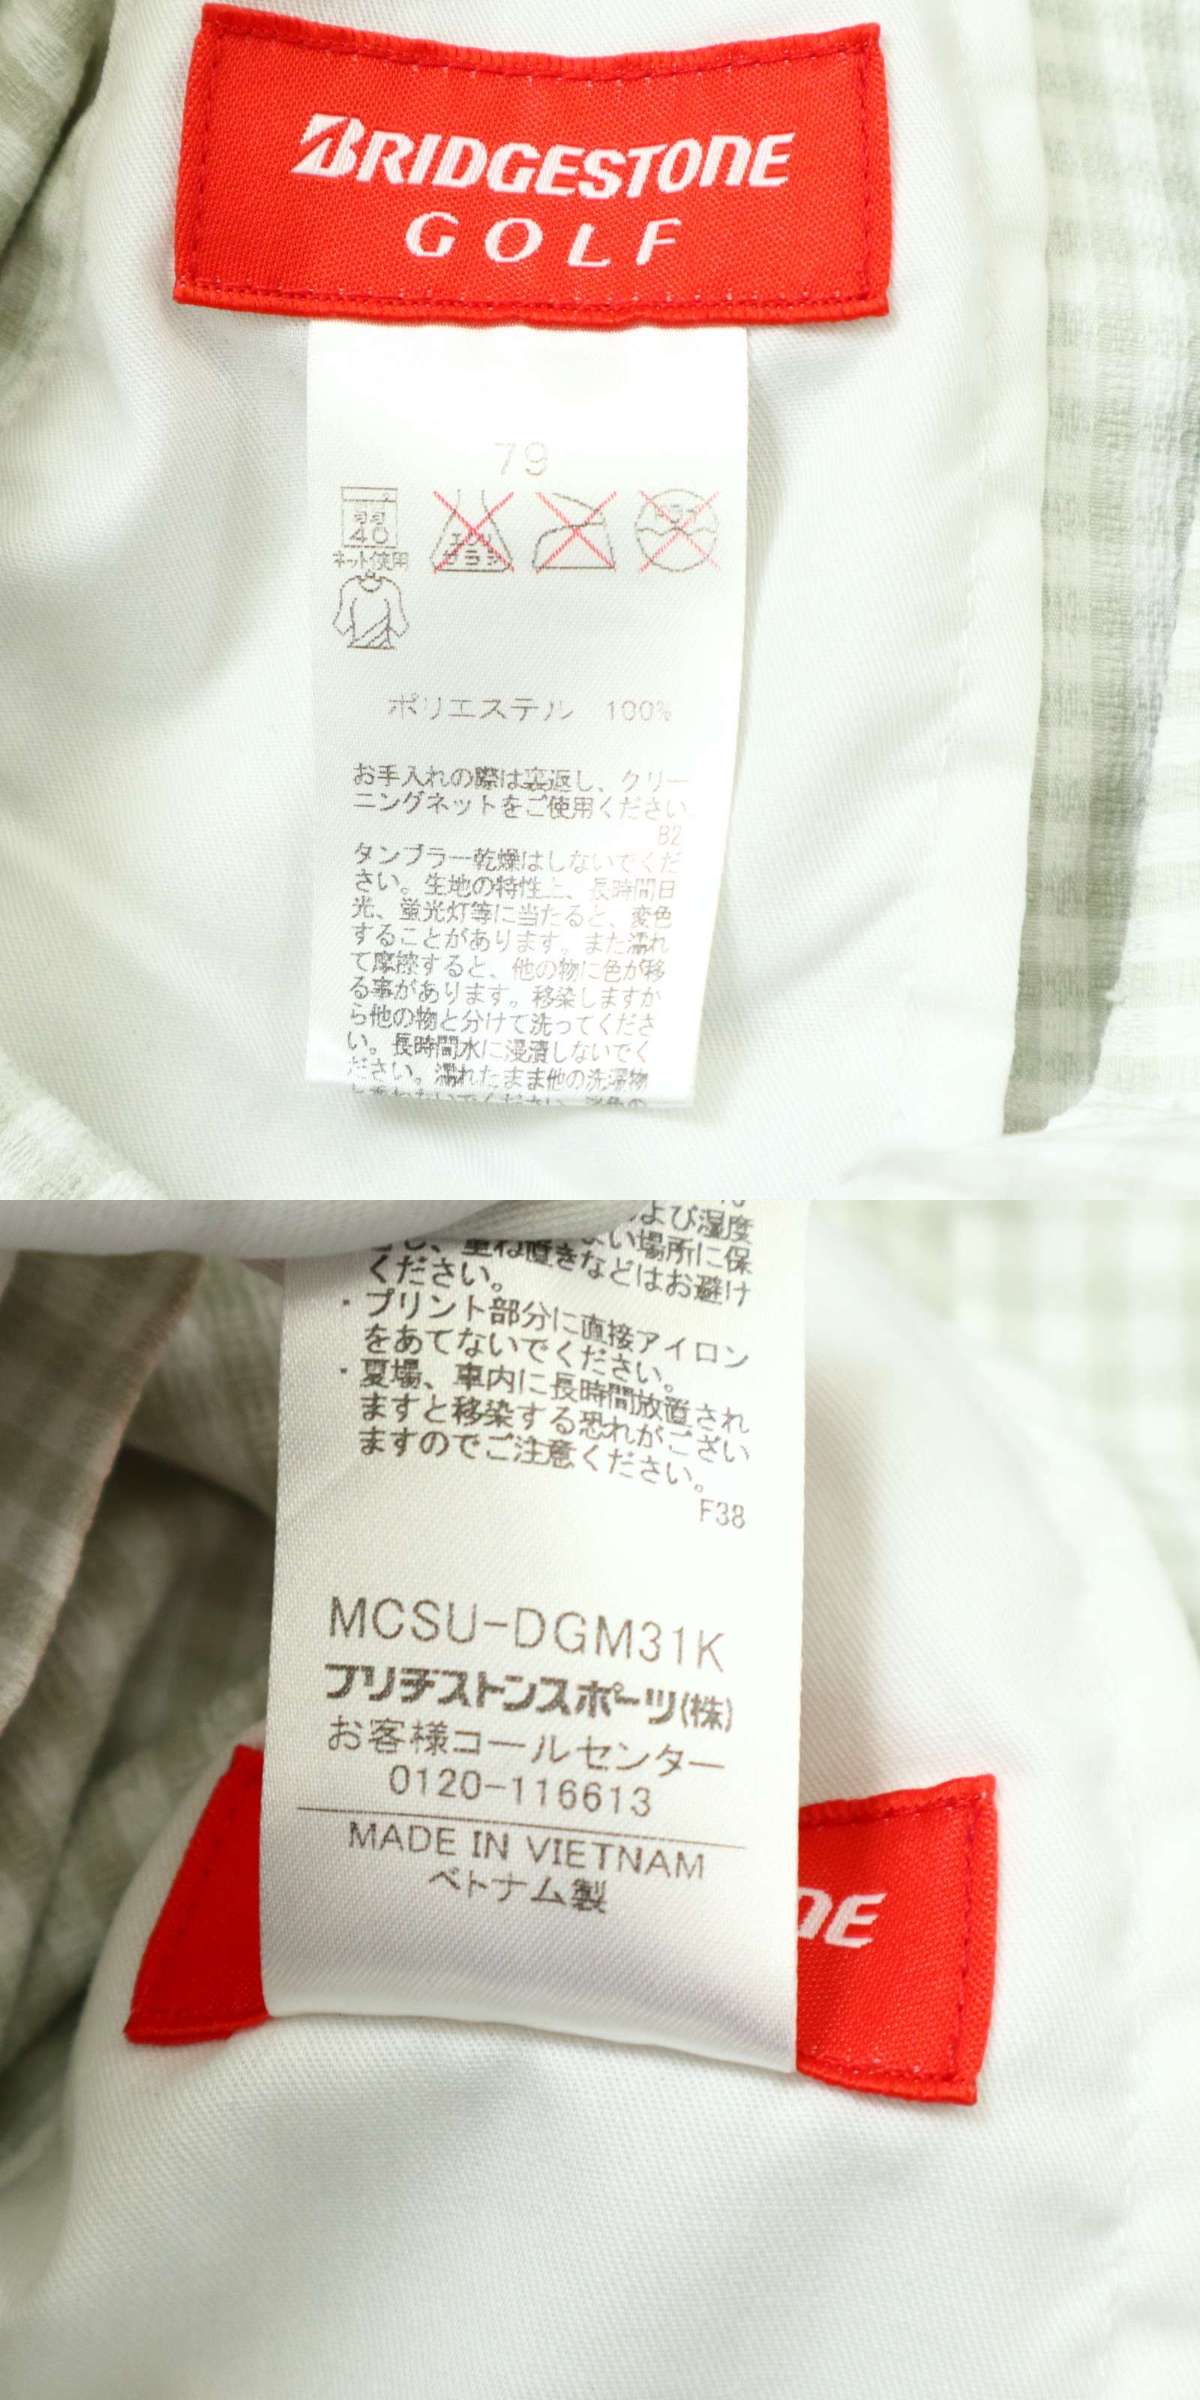 BRIDGESTONE
GOLF
79
弱
40
ネット使用
エンソ
サラシ
ドライ
ポリエステル 100%
お手入れの際は裏返し、クリー
ニングネットをご使用ください。
B2
タンブラー乾燥はしないでくだ
さい。生地の特性上、長時間日
光、蛍光灯等に当たると、変色
することがあります。また濡れ
て摩擦すると、他の物に色が移
る事があります。移染しますか
ら他の物と分けて洗ってくださ
い。長時間水に浸漬しないでく
ださい。濡れたまま他の洗濯物
および湿度
重ね置き い場所に保
などはお避け
ください。
・プリント部分に直接アイロン
をあてないでください。
・夏場、車内に長時間放置され
ますと移染する恐れがござい
ますのでご注意ください。
F38
MCSU-DGM31K
ブリヂストンスポーツ(株)
お客様コールセンター
0120-116613
MADE IN VIETNAM
ベトナム製
NE